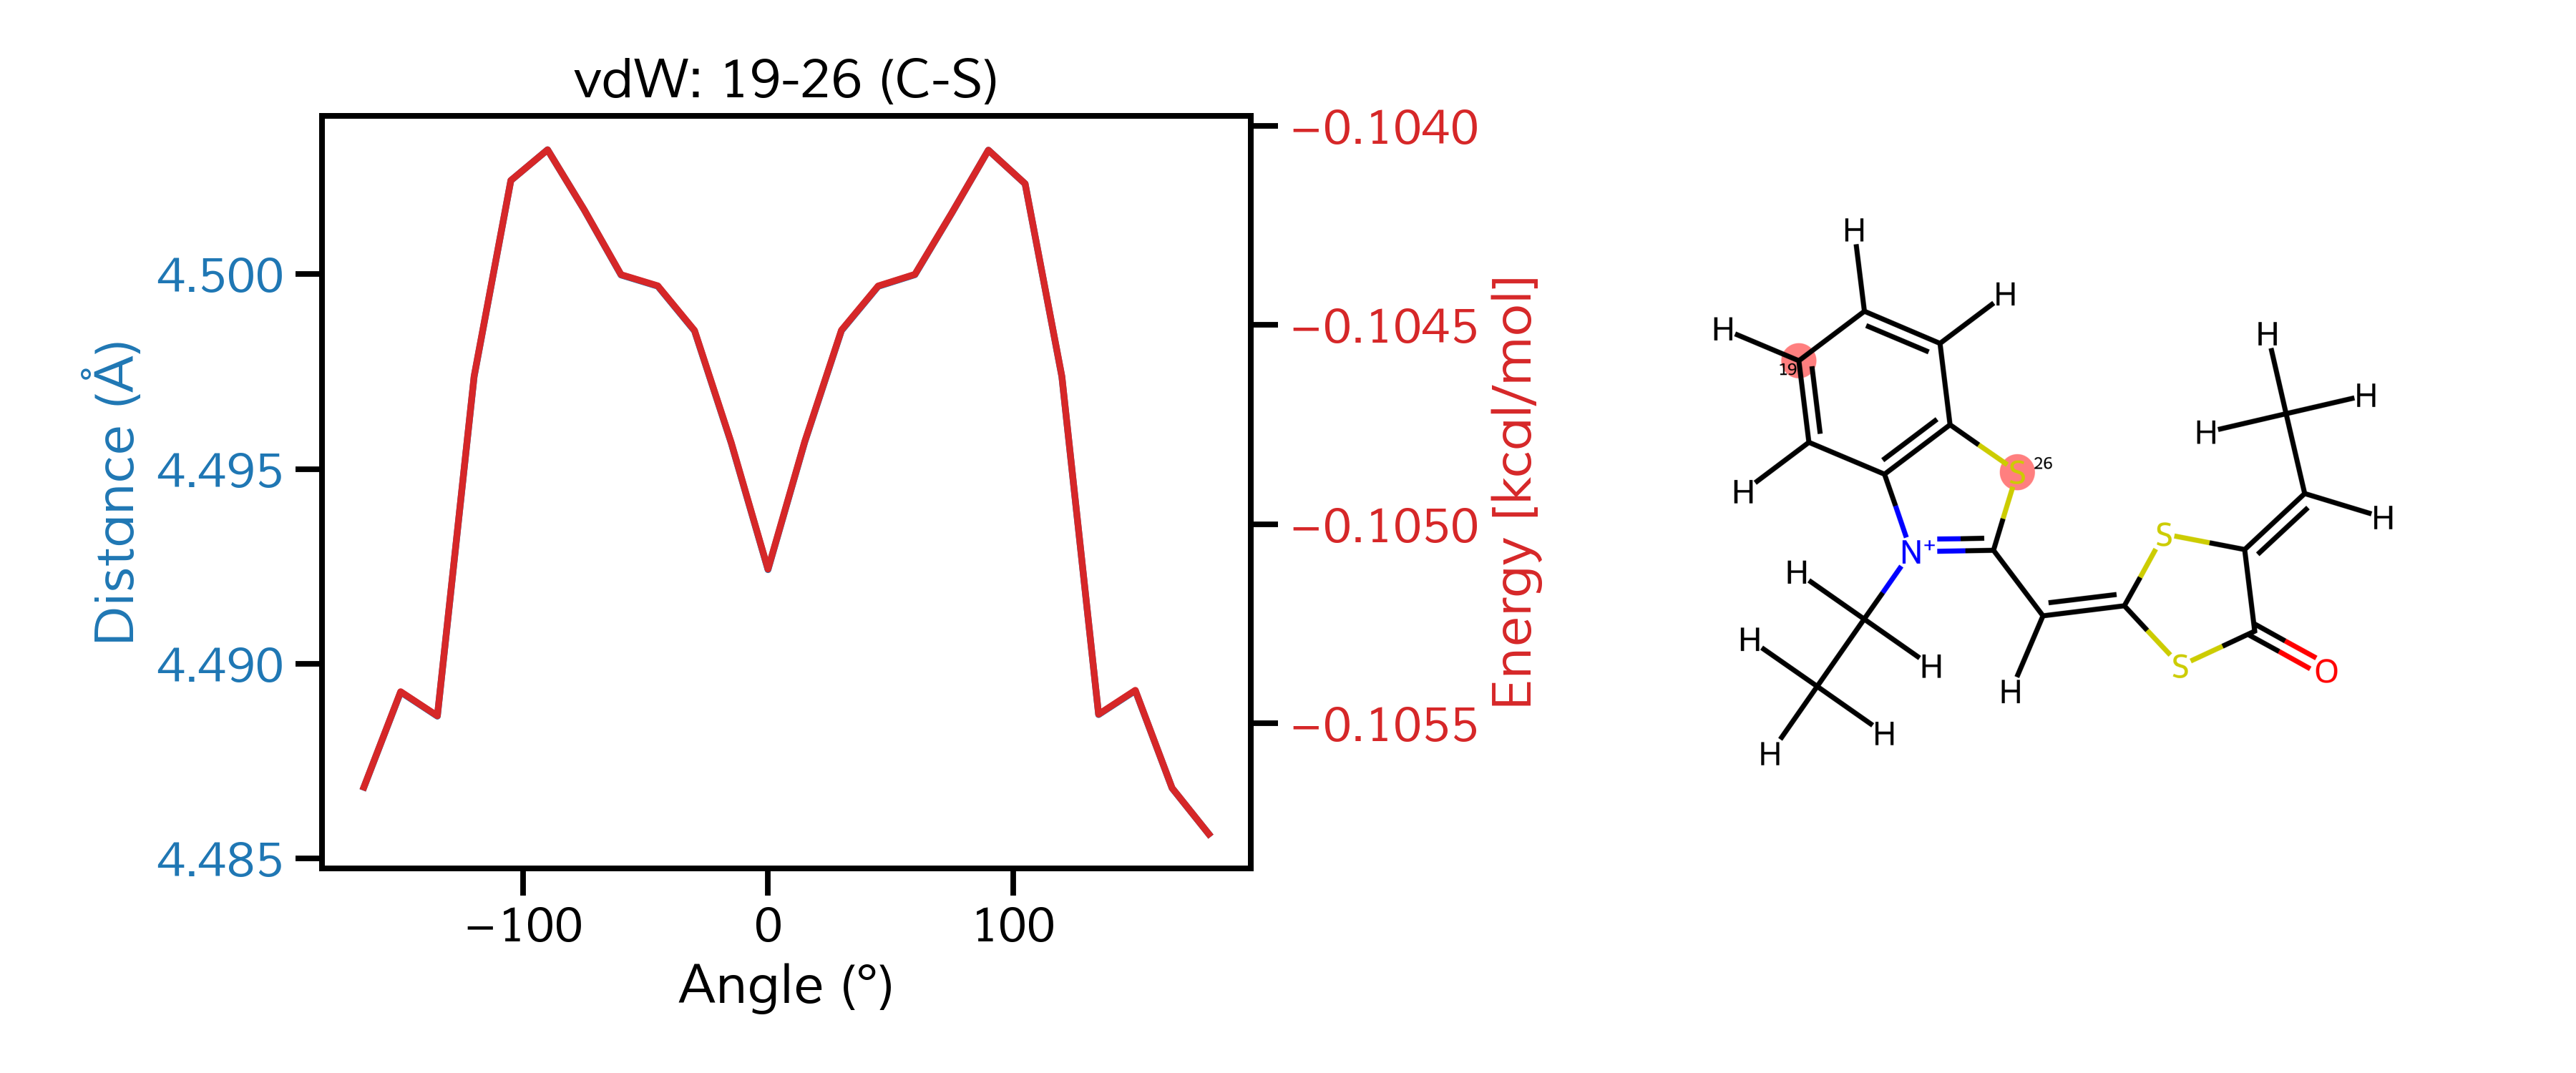 vdW: 19-26 (C-S)
Distance (Å)
4.500
4.495
4.490
4.485
−0.1040
−0.1045
−0.1050
−0.1055
Energy [kcal/mol]
−100 0 100
Angle (°)
H
H
H
19
H
S 26
N+
H
H
H
H
H
H
S
S
O
H
H
H
H